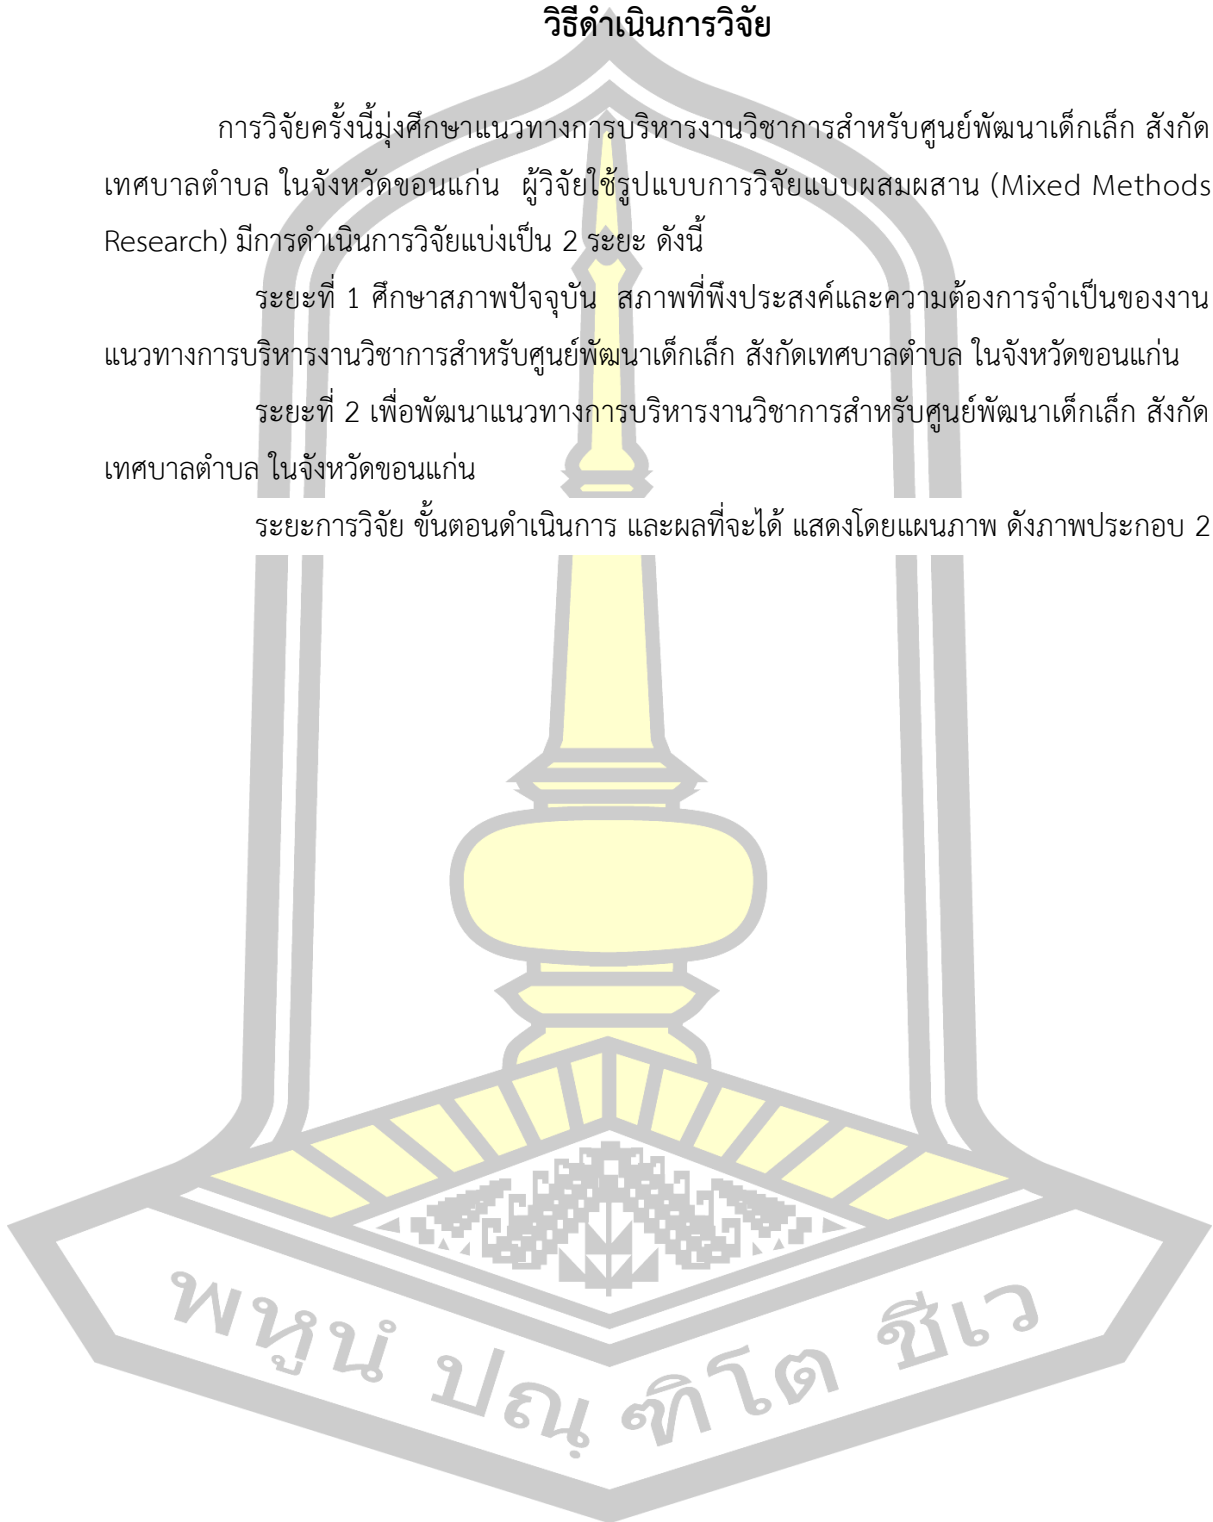 วิธีดำเนินการวิจัย
การวิจัยครั้งนี้มุ่งศึกษาแนวทางการบริหารงานวิชาการสำหรับศูนย์พัฒนาเด็กเล็ก สังกัด
เทศบาลตำบล ในจังหวัดขอนแก่น ผู้วิจัยใช้รูปแบบการวิจัยแบบผสมผสาน (Mixed Methods
Research) มีการดำเนินการวิจัยแบ่งเป็น 2 ระยะ ดังนี้
ระยะที่ 1 ศึกษาสภาพปัจจุบัน สภาพที่พึงประสงค์และความต้องการจำเป็นของงาน
แนวทางการบริหารงานวิชาการสำหรับศูนย์พัฒนาเด็กเล็ก สังกัดเทศบาลตำบล ในจังหวัดขอนแก่น
ระยะที่ 2 เพื่อพัฒนาแนวทางการบริหารงานวิชาการสำหรับศูนย์พัฒนาเด็กเล็ก สังกัด
เทศบาลตำบล ในจังหวัดขอนแก่น
ระยะการวิจัย ขั้นตอนดำเนินการ และผลที่จะได้ แสดงโดยแผนภาพ ดังภาพประกอบ 2
พหูนํ ปณฺฑิโต ชีเว